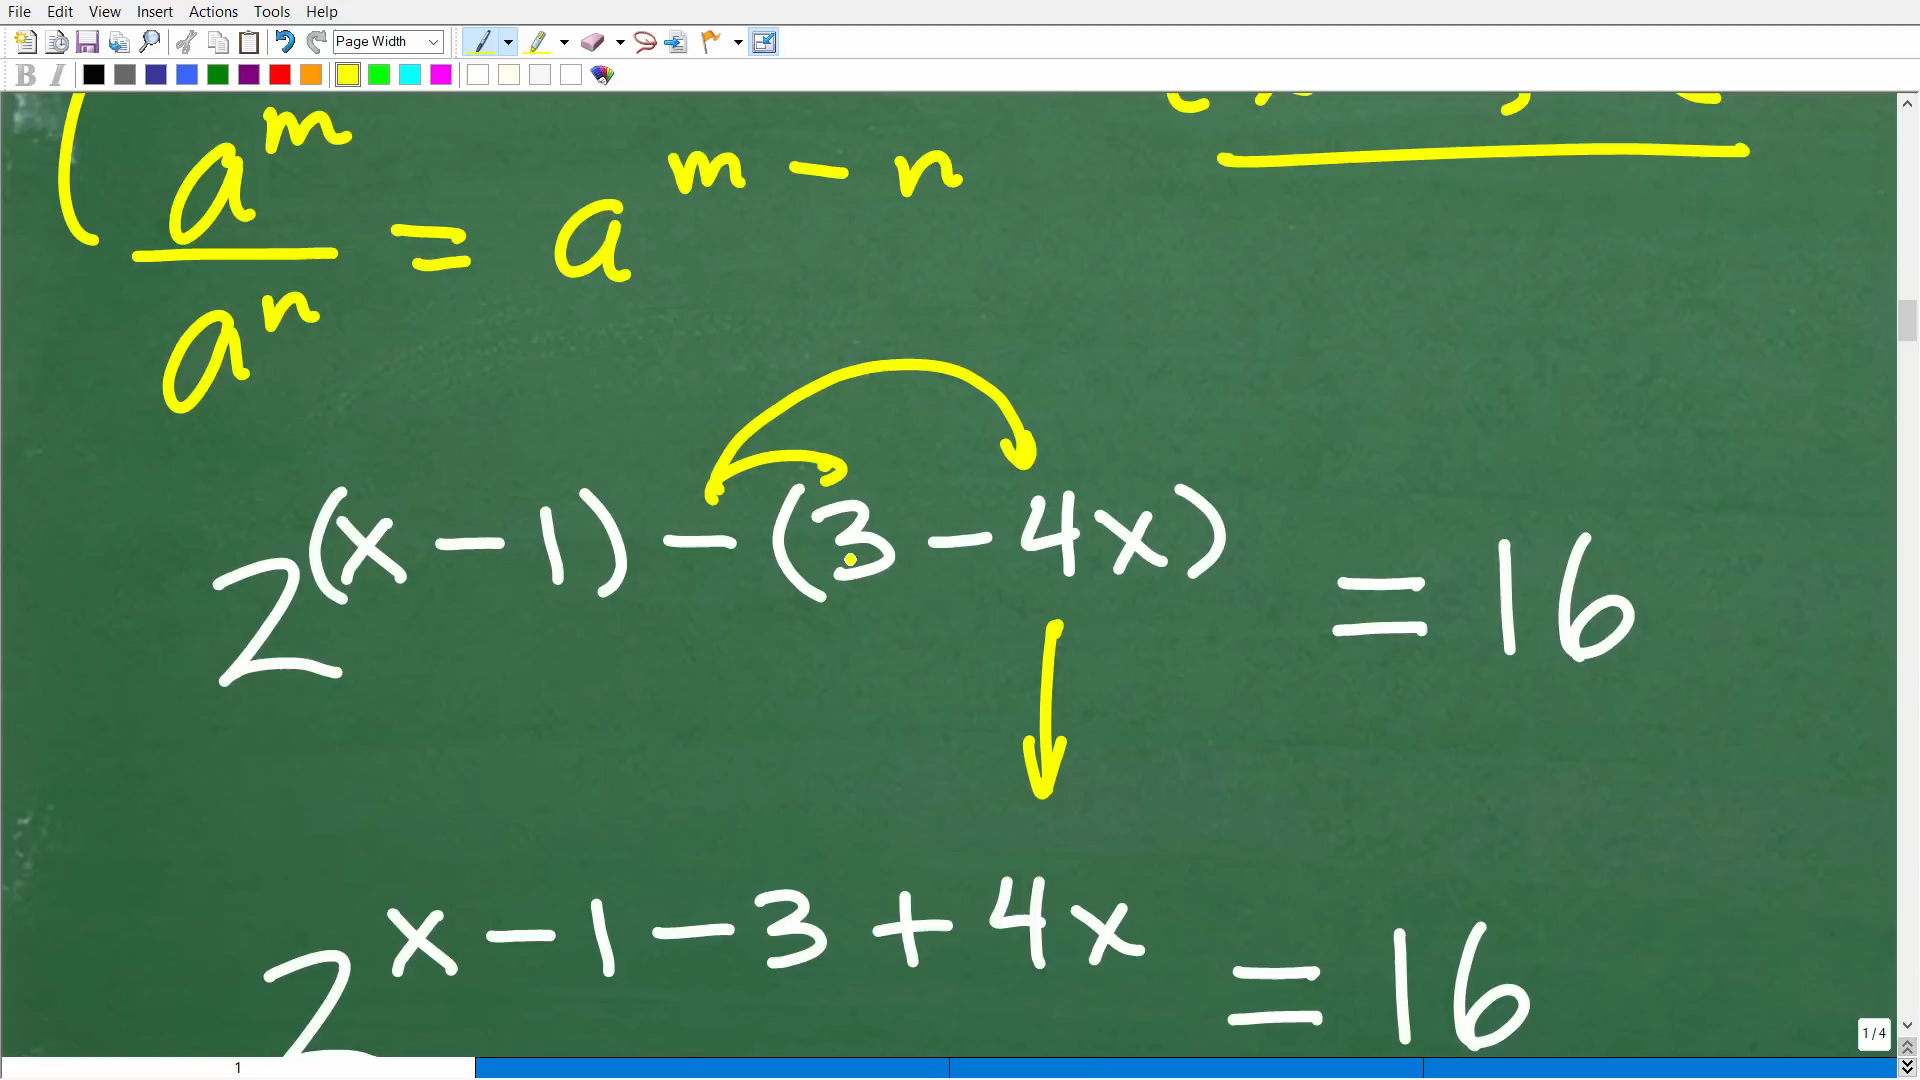 File Edit View Insert Actions Tools Help
Page Width
B I
a^m / a^n = a^(m - n)
2^((x - 1) - (3 - 4x)) = 16
2^(x - 1 - 3 + 4x) = 16
1 / 4
1